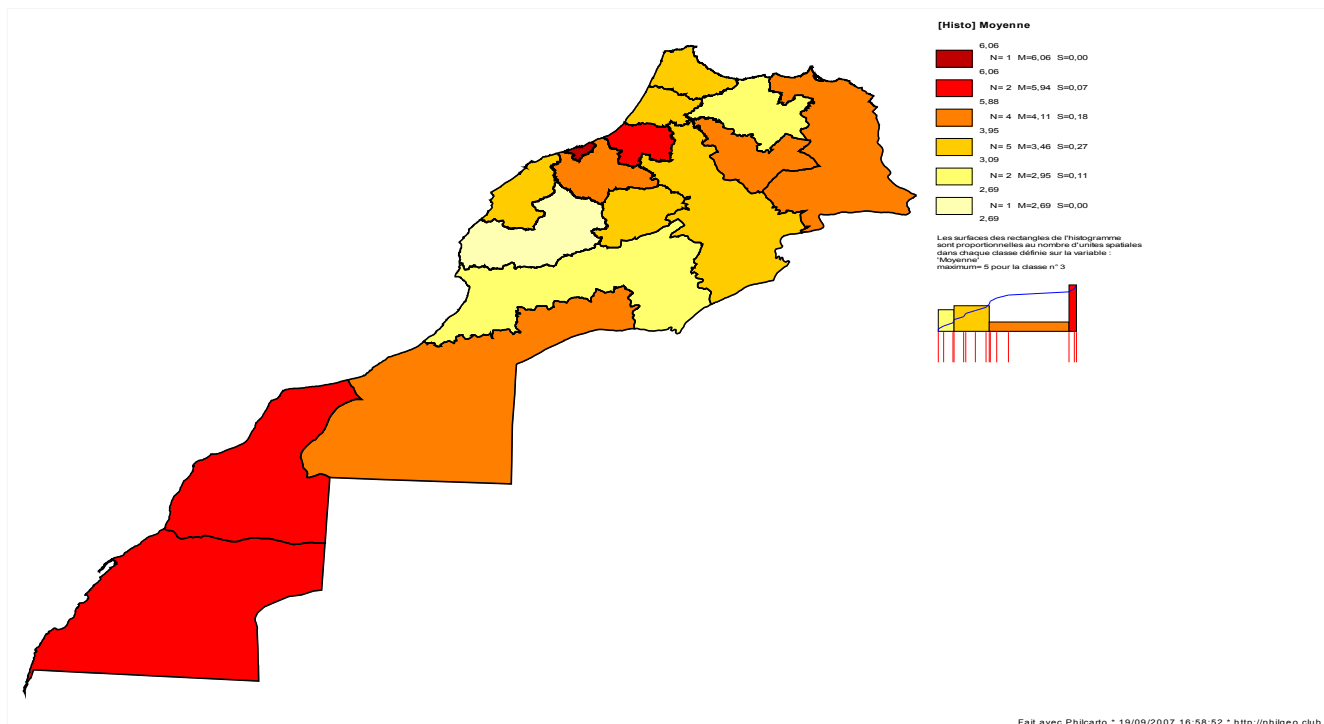 [Histo] Moyenne
6,06
N= 1 M=6,06 S=0,00
6,06
N= 2 M=5,94 S=0,07
5,88
N= 4 M=4,11 S=0,18
3,95
N= 5 M=3,46 S=0,27
3,09
N= 2 M=2,95 S=0,11
2,69
N= 1 M=2,69 S=0,00
2,69
Les surfaces des rectangles de l'histogramme
sont proportionnelles au nombre d'unites spatiales
dans chaque classe définie sur la variable :
'Moyenne'
maximum= 5 pour la classe n° 3
Fait avec Philcarto * 19/09/2007 16:58:52 * http://philgeo.club